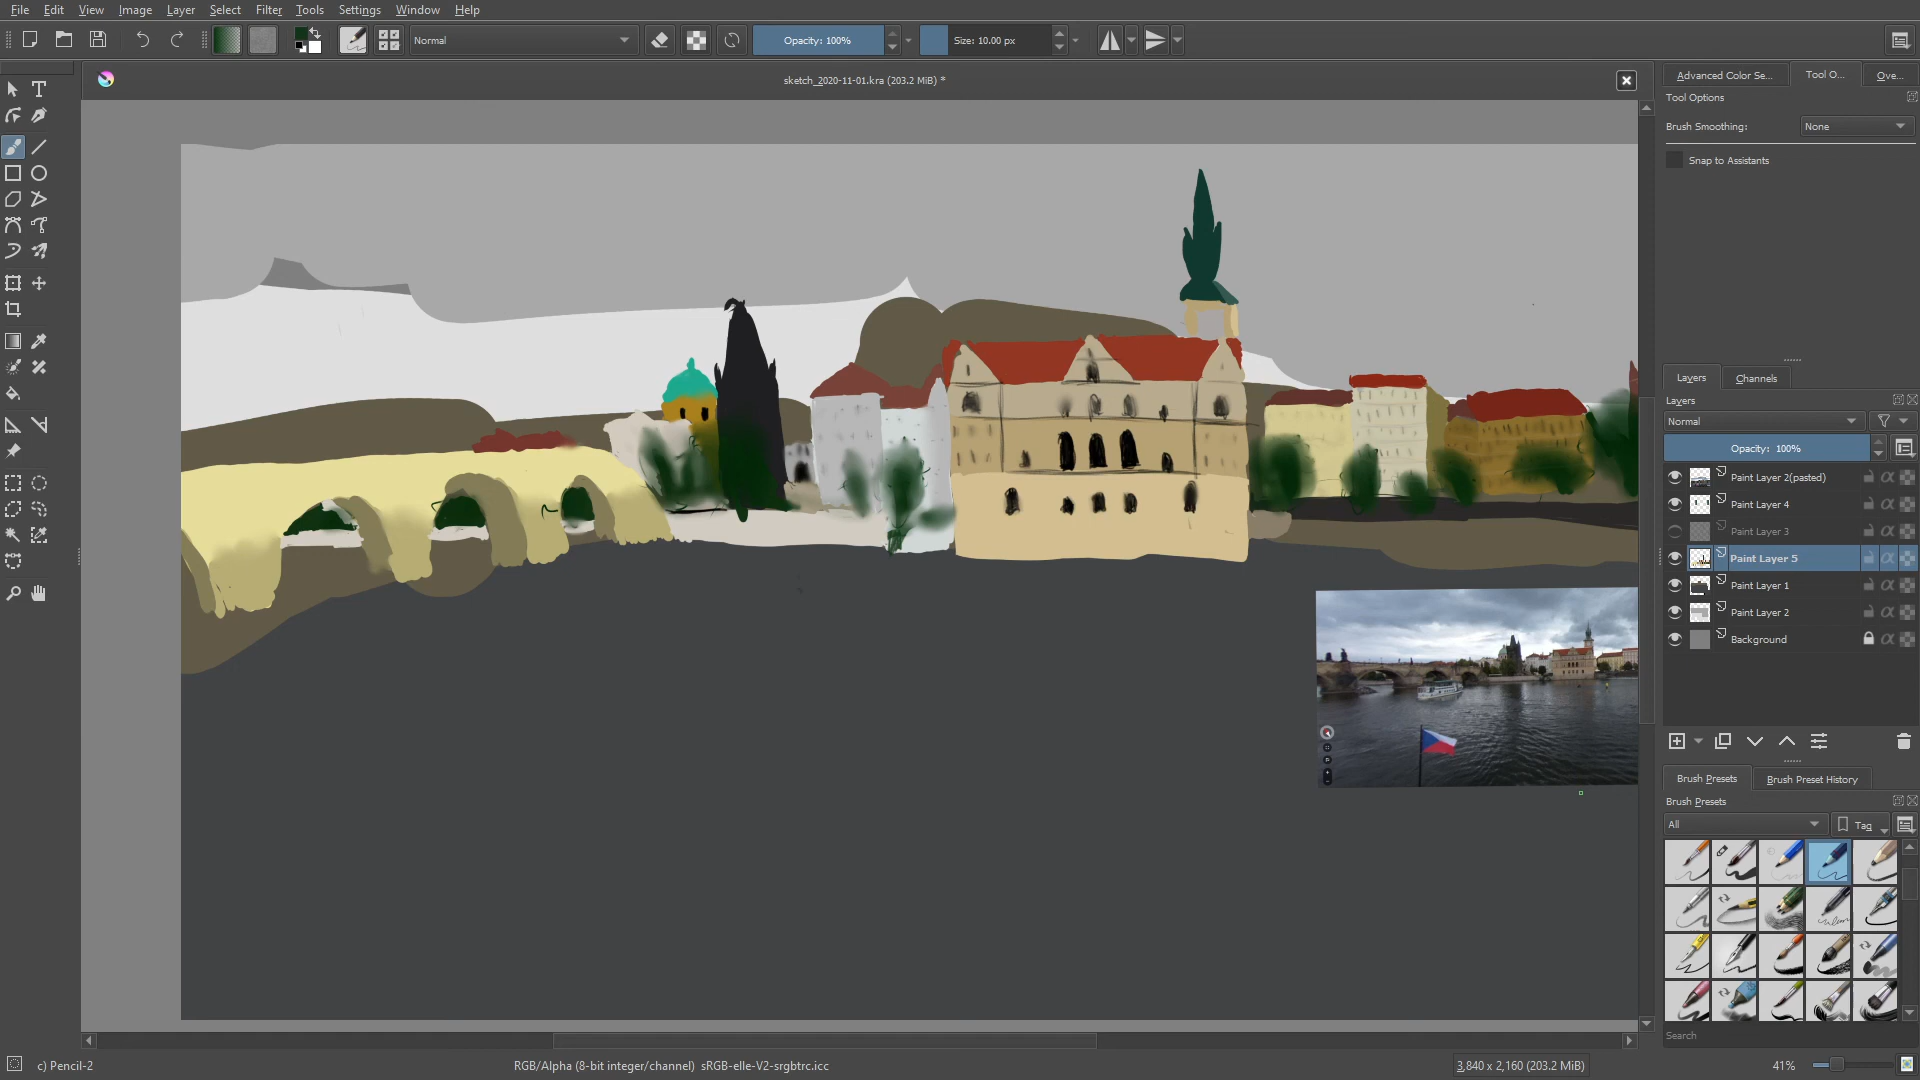 File Edit View Image Layer Select Filter Tools Settings Window Help
Normal
Opacity: 100%
Size: 10.00 px
sketch_2020-11-01.kra (203.2 MiB) *
Advanced Color Se... Tool O... Ove...
Tool Options
Brush Smoothing: None
Snap to Assistants
Layers Channels
Layers
Normal
Opacity: 100%
Paint Layer 2(pasted)
Paint Layer 4
Paint Layer 3
Paint Layer 5
Paint Layer 1
Paint Layer 2
Background
Brush Presets Brush Preset History
Brush Presets
All Tag
Search
c) Pencil-2
RGB/Alpha (8-bit integer/channel) sRGB-elle-V2-srgbtrc.icc
3,840 x 2,160 (203.2 MiB)
41%